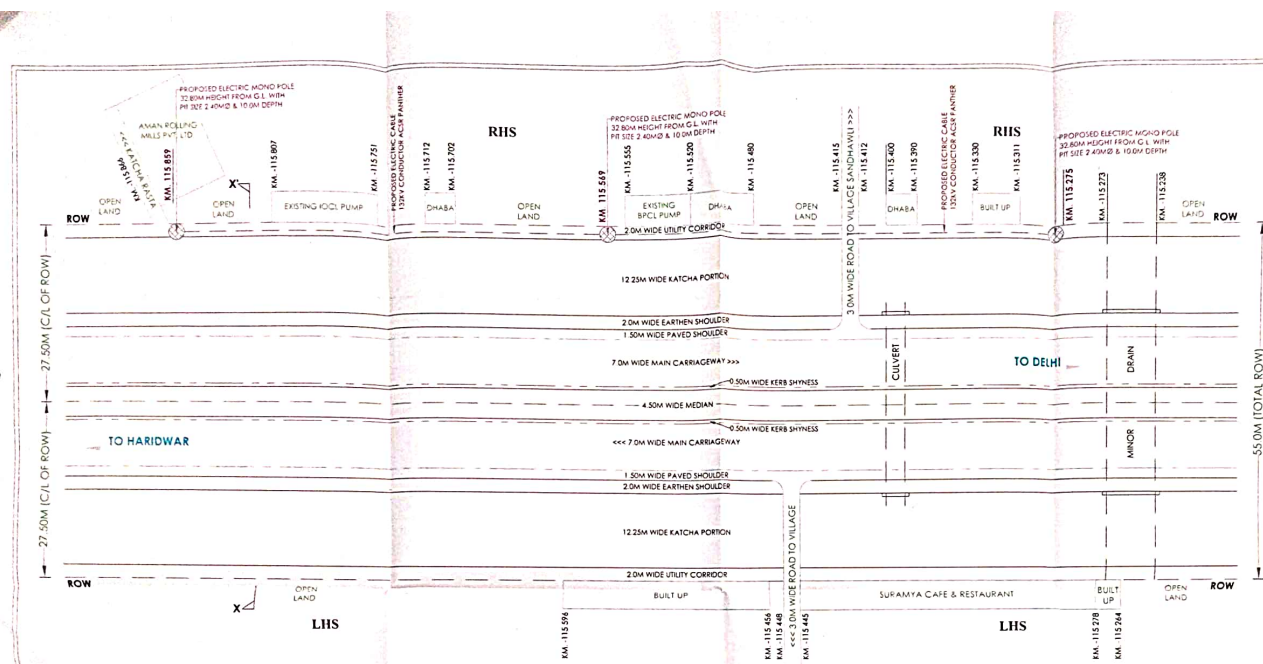 PROPOSED ELECTRIC MONO POLE
32.80M HEIGHT FROM G.L. WITH
PIT SIZE 2.40MØ & 10.0M DEPTH
AMAN ROLLING
MILLS PVT. LTD
<<< KATCHA RASTA
KM. -115.866
KM. 115.859
X'
KM. -115.807
KM. -115.751
PROPOSED ELECTRIC CABLE
132KV CONDUCTOR ACSR PANTHER
KM. -115.712
KM. -115.702
RHS
PROPOSED ELECTRIC MONO POLE
32.80M HEIGHT FROM G.L. WITH
PIT SIZE 2.40MØ & 10.0M DEPTH
KM 115.569
KM. -115.555
KM. -115.520
KM. -115.480
KM. -115.415
KM. -115.412
3.0M WIDE ROAD TO VILLAGE SANDHAWLI >>>
KM. -115.400
KM. -115.390
PROPOSED ELECTRIC CABLE
132KV CONDUCTOR ACSR PANTHER
KM. -115.330
KM. -115.311
RHS
PROPOSED ELECTRIC MONO POLE
32.80M HEIGHT FROM G.L. WITH
PIT SIZE 2.40MØ & 10.0M DEPTH
KM 115.275
KM. -115.273
KM. -115.238
OPEN
LAND
OPEN
LAND
EXISTING IOCL PUMP
DHABA
OPEN
LAND
EXISTING
BPCL PUMP
DHABA
OPEN
LAND
DHABA
BUILT UP
OPEN
LAND
ROW
ROW
2.0M WIDE UTILITY CORRIDOR
12.25M WIDE KATCHA PORTION
2.0M WIDE EARTHEN SHOULDER
1.50M WIDE PAVED SHOULDER
7.0M WIDE MAIN CARRIAGEWAY >>>
0.50M WIDE KERB SHYNESS
4.50M WIDE MEDIAN
0.50M WIDE KERB SHYNESS
<<< 7.0M WIDE MAIN CARRIAGEWAY
1.50M WIDE PAVED SHOULDER
2.0M WIDE EARTHEN SHOULDER
12.25M WIDE KATCHA PORTION
2.0M WIDE UTILITY CORRIDOR
27.50M (C/L OF ROW)
27.50M (C/L OF ROW)
TO HARIDWAR
TO DELHI
CULVERT
MINOR DRAIN
55.0M (TOTAL ROW)
ROW
ROW
X
OPEN
LAND
LHS
BUILT UP
<<< 3.0M WIDE ROAD TO VILLAGE
SURAMYA CAFE & RESTAURANT
BUILT
UP
OPEN
LAND
KM. -115.596
KM. -115.456
KM. -115.448
KM. -115.445
LHS
KM. -115.278
KM. -115.264